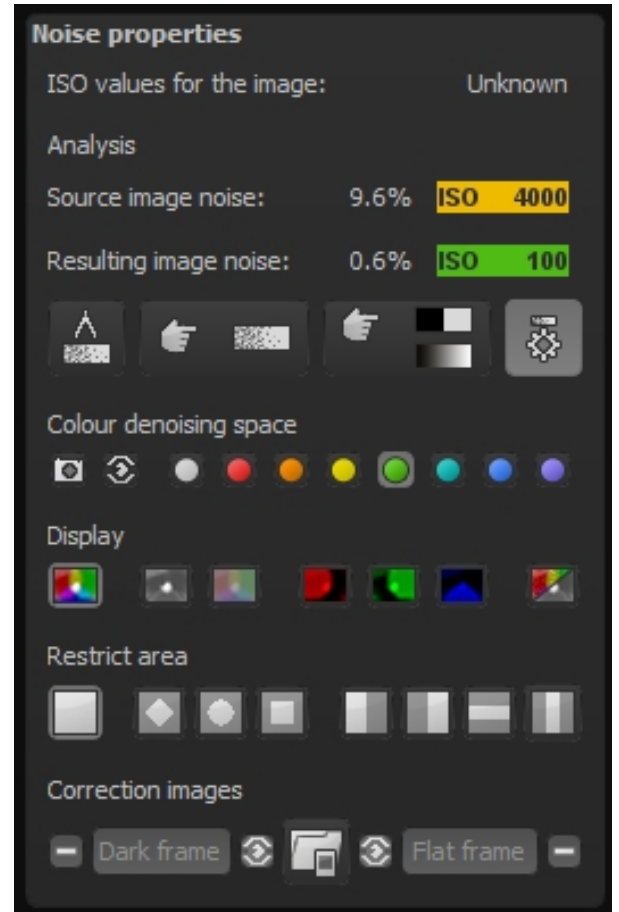 Noise properties
ISO values for the image: Unknown
Analysis
Source image noise: 9.6% ISO 4000
Resulting image noise: 0.6% ISO 100
Colour denoising space
Display
Restrict area
Correction images
Dark frame Flat frame